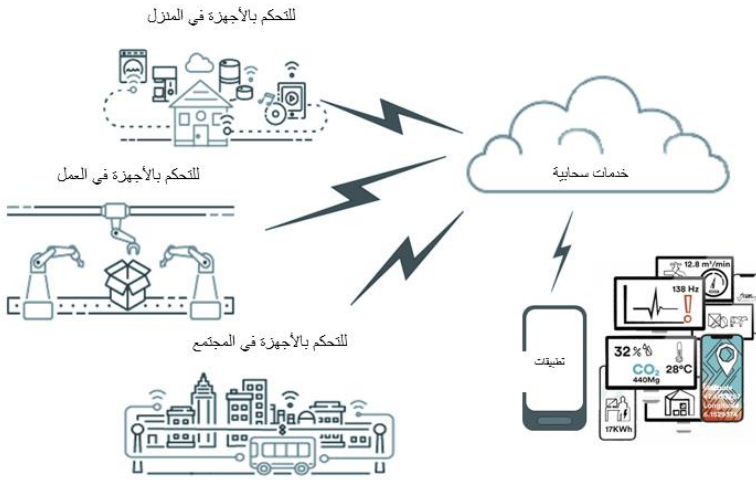 للتحكم بالأجهزة في المنزل
للتحكم بالأجهزة في العمل
خدمات سحابية
للتحكم بالأجهزة في المجتمع
تطبيقات
12.8 m³/min
138 Hz
32%
28°C
CO₂
440Mg
17KWh